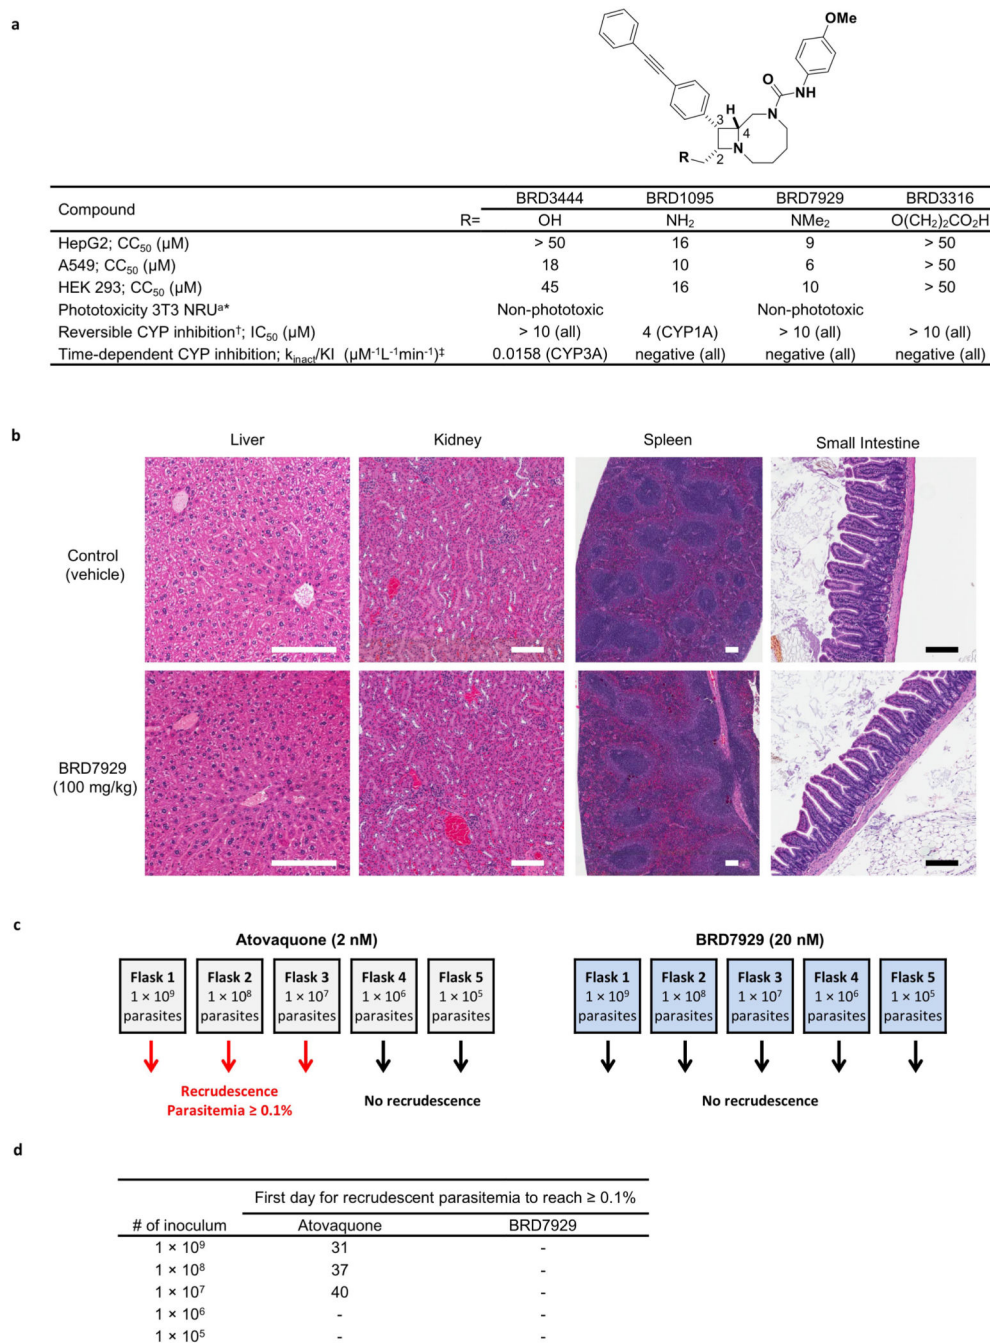 a
OMe
O
NH
H
N
3
4
N
2
R
Compound
R=
BRD3444 BRD1095 BRD7929 BRD3316
OH NH₂ NMe₂ O(CH₂)₂CO₂H
HepG2; CC₅₀ (μM) > 50 16 9 > 50
A549; CC₅₀ (μM) 18 10 6 > 50
HEK 293; CC₅₀ (μM) 45 16 10 > 50
Phototoxicity 3T3 NRUᵃ* Non-phototoxic Non-phototoxic
Reversible CYP inhibition†; IC₅₀ (μM) > 10 (all) 4 (CYP1A) > 10 (all) > 10 (all)
Time-dependent CYP inhibition; kᵢₙₐcₜ/KI (μM⁻¹L⁻¹min⁻¹)‡ 0.0158 (CYP3A) negative (all) negative (all) negative (all)
b
Liver Kidney Spleen Small Intestine
Control
(vehicle)
BRD7929
(100 mg/kg)
c
Atovaquone (2 nM) BRD7929 (20 nM)
Flask 1 Flask 2 Flask 3 Flask 4 Flask 5 Flask 1 Flask 2 Flask 3 Flask 4 Flask 5
1 × 10⁹ 1 × 10⁸ 1 × 10⁷ 1 × 10⁶ 1 × 10⁵ 1 × 10⁹ 1 × 10⁸ 1 × 10⁷ 1 × 10⁶ 1 × 10⁵
parasites parasites parasites parasites parasites parasites parasites parasites parasites parasites
Recrudescence
Parasitemia ≥ 0.1%
No recrudescence No recrudescence
d
First day for recrudescent parasitemia to reach ≥ 0.1%
# of inoculum Atovaquone BRD7929
1 × 10⁹ 31 -
1 × 10⁸ 37 -
1 × 10⁷ 40 -
1 × 10⁶ - -
1 × 10⁵ - -